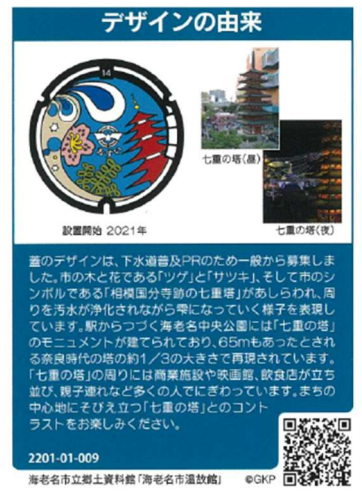 デザインの由来
14
七重の塔(昼)
設置開始 2021年
七重の塔(夜)
蓋のデザインは、下水道普及PRのため一般から募集しま
した。市の木と花である「ツゲ」と「サツキ」、そして市のシ
ンボルである「相模国分寺跡の七重塔」があしらわれ、周
りを汚水が浄化されながら雫になっていく様子を表現し
ています。駅からつづく海老名中央公園には「七重の塔」
のモニュメントが建てられており、65mもあったとされ
る奈良時代の塔の約1/3の大きさで再現されています。
「七重の塔」の周りには商業施設や映画館、飲食店が立ち
並び、親子連れなど多くの人でにぎわっています。まちの
中心地にそびえ立つ「七重の塔」とのコント
ラストをお楽しみください。
2201-01-009
海老名市立郷土資料館「海老名市温故館」
©GKP